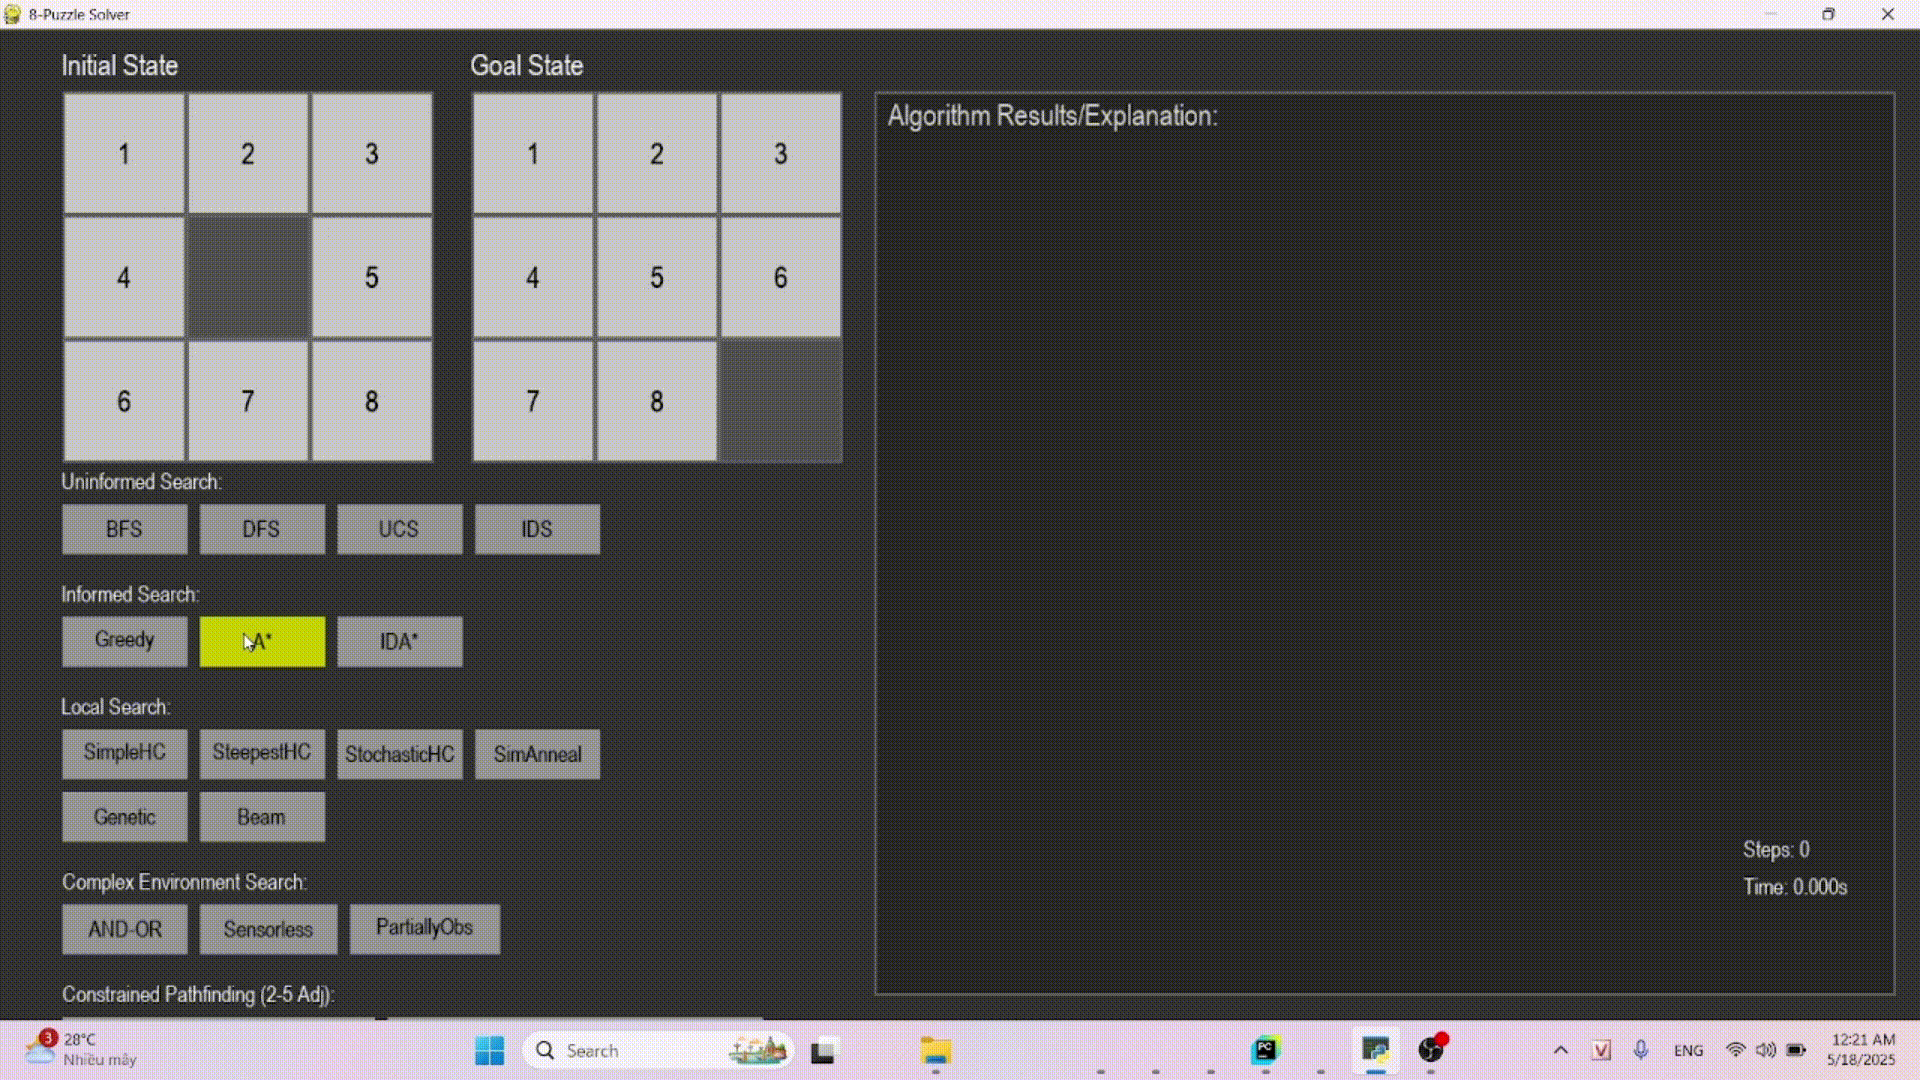 8-Puzzle Solver
Initial State
Goal State
1 2 3
4 5
6 7 8
1 2 3
4 5 6
7 8
Algorithm Results/Explanation:
Uninformed Search:
BFS DFS UCS IDS
Informed Search:
Greedy A* IDA*
Local Search:
SimpleHC SteepestHC StochasticHC SimAnneal
Genetic Beam
Complex Environment Search:
AND-OR Sensorless PartiallyObs
Constrained Pathfinding (2-5 Adj):
Steps: 0
Time: 0.000s
3
28°C
Nhiều mây
Search
PC
V
ENG
12:21 AM
5/18/2025